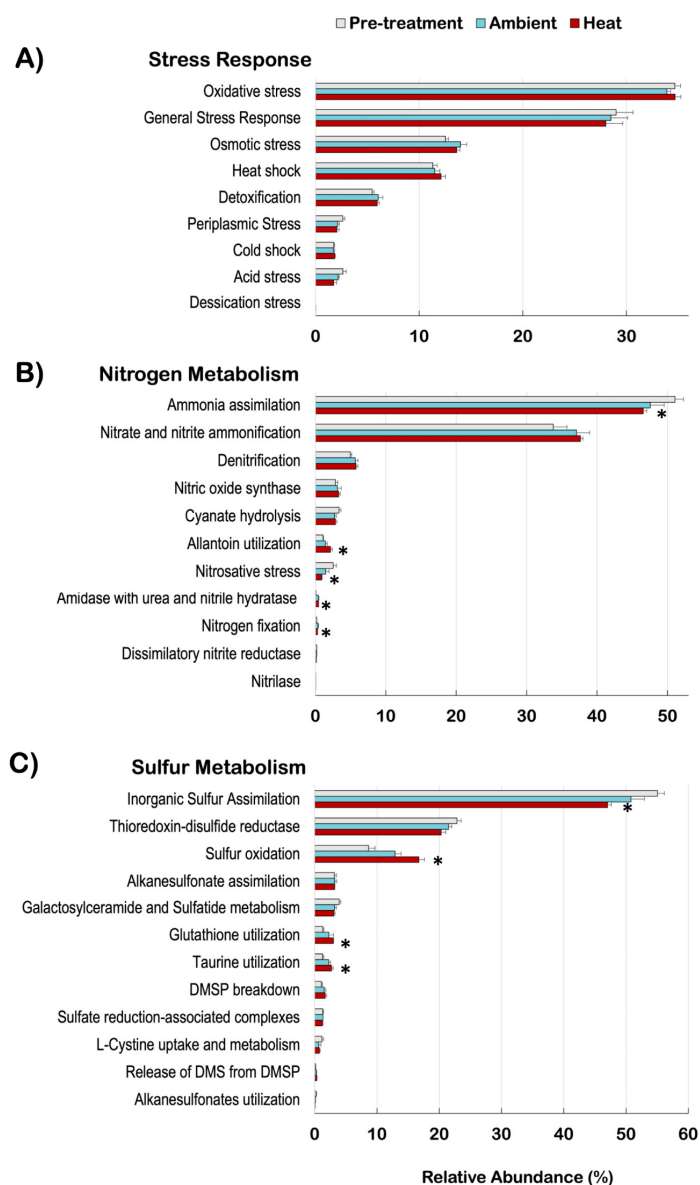 Pre-treatment Ambient Heat
A) Stress Response
Oxidative stress
General Stress Response
Osmotic stress
Heat shock
Detoxification
Periplasmic Stress
Cold shock
Acid stress
Dessication stress
0 10 20 30
B) Nitrogen Metabolism
Ammonia assimilation
*
Nitrate and nitrite ammonification
Denitrification
Nitric oxide synthase
Cyanate hydrolysis
Allantoin utilization
*
Nitrosative stress
*
Amidase with urea and nitrile hydratase
*
Nitrogen fixation
*
Dissimilatory nitrite reductase
Nitrilase
0 10 20 30 40 50
C) Sulfur Metabolism
Inorganic Sulfur Assimilation
*
Thioredoxin-disulfide reductase
Sulfur oxidation
*
Alkanesulfonate assimilation
Galactosylceramide and Sulfatide metabolism
Glutathione utilization
*
Taurine utilization
*
DMSP breakdown
Sulfate reduction-associated complexes
L-Cystine uptake and metabolism
Release of DMS from DMSP
Alkanesulfonates utilization
0 10 20 30 40 50 60
Relative Abundance (%)